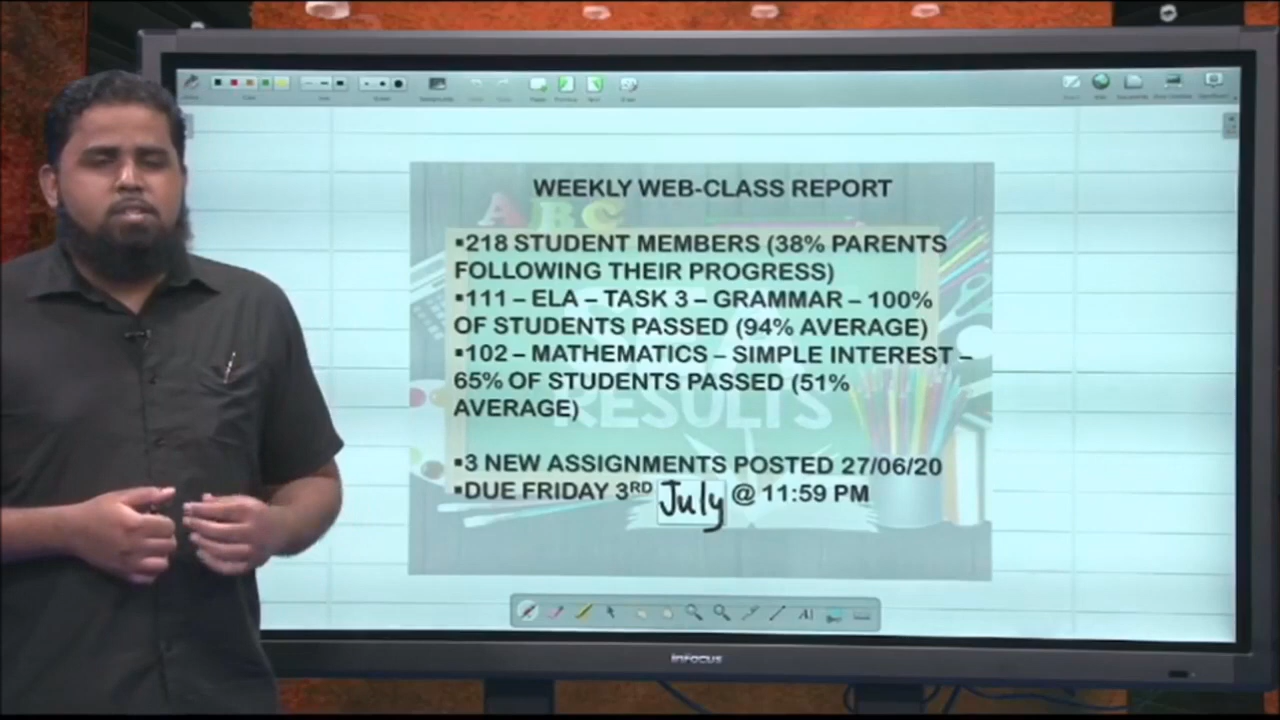 WEEKLY WEB-CLASS REPORT
ABC
▪218 STUDENT MEMBERS (38% PARENTS
FOLLOWING THEIR PROGRESS)
▪111 – ELA – TASK 3 – GRAMMAR – 100%
OF STUDENTS PASSED (94% AVERAGE)
▪102 – MATHEMATICS – SIMPLE INTEREST –
65% OF STUDENTS PASSED (51%
AVERAGE)
RESULTS
▪3 NEW ASSIGNMENTS POSTED 27/06/20
▪DUE FRIDAY 3RD July @ 11:59 PM
InFocus